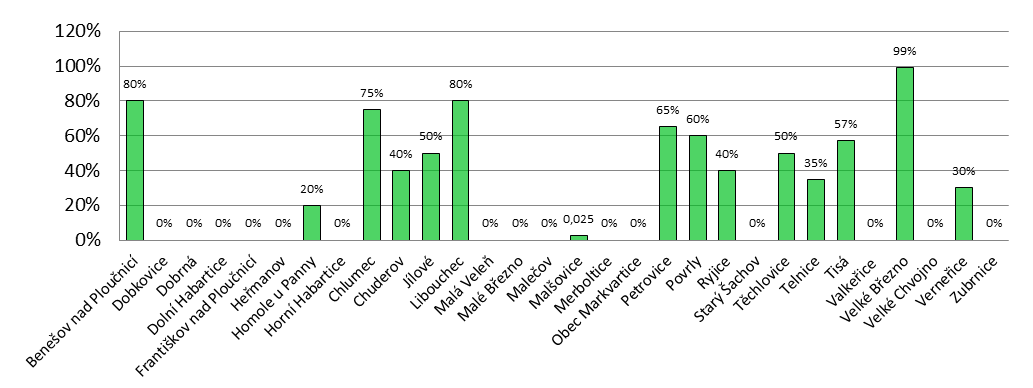 120%
100%
80%
60%
40%
20%
0%
80%
0%
0%
0%
0%
0%
20%
0%
75%
40%
50%
80%
0%
0%
0%
0,025
0%
0%
65%
60%
40%
0%
50%
35%
57%
0%
99%
0%
30%
0%
Benešov nad Ploučnicí
Dobkovice
Dobrná
Dolní Habartice
Františkov nad Ploučnicí
Heřmanov
Homole u Panny
Horní Habartice
Chlumec
Chuderov
Jílové
Libouchec
Malá Veleň
Malé Březno
Malečov
Malšovice
Merboltice
Obec Markvartice
Petrovice
Povrly
Ryjice
Starý Šachov
Těchlovice
Telnice
Tisá
Valkeřice
Velké Březno
Velké Chvojno
Verneřice
Zubrnice